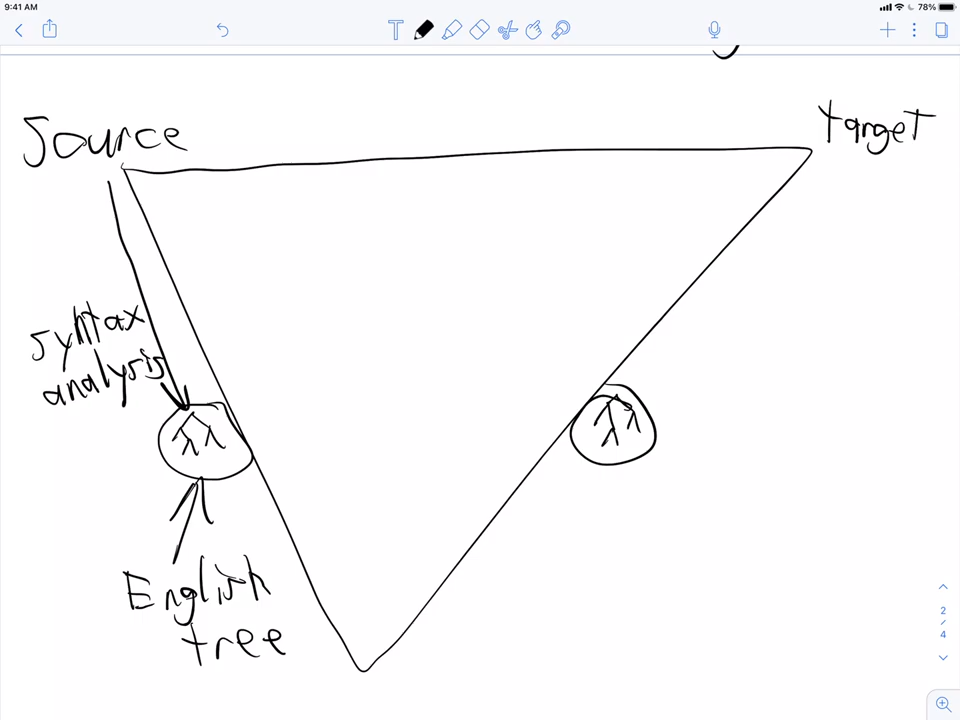 9:41 AM
78%
Source
target
syntax
analysis
English
tree
2
/
4